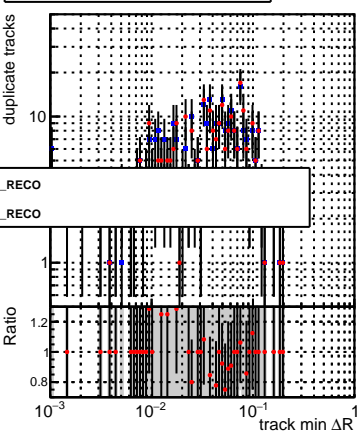 duplicate tracks
10
_RECO
_RECO
1
Ratio
1.2
1
0.8
10−3
10−2
10−1
1
track min ΔR